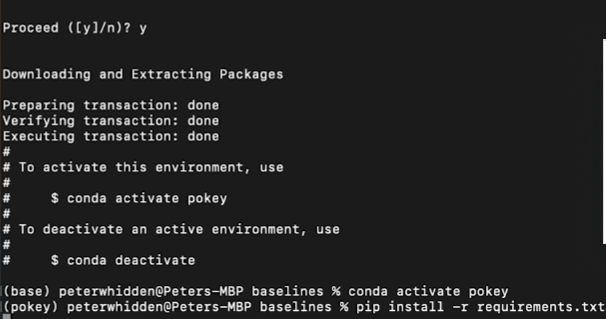 Proceed ([y]/n)? y
Downloading and Extracting Packages
Preparing transaction: done
Verifying transaction: done
Executing transaction: done
#
# To activate this environment, use
#
#     $ conda activate pokey
#
# To deactivate an active environment, use
#
#     $ conda deactivate
(base) peterwhidden@Peters-MBP baselines % conda activate pokey
(pokey) peterwhidden@Peters-MBP baselines % pip install -r requirements.txt